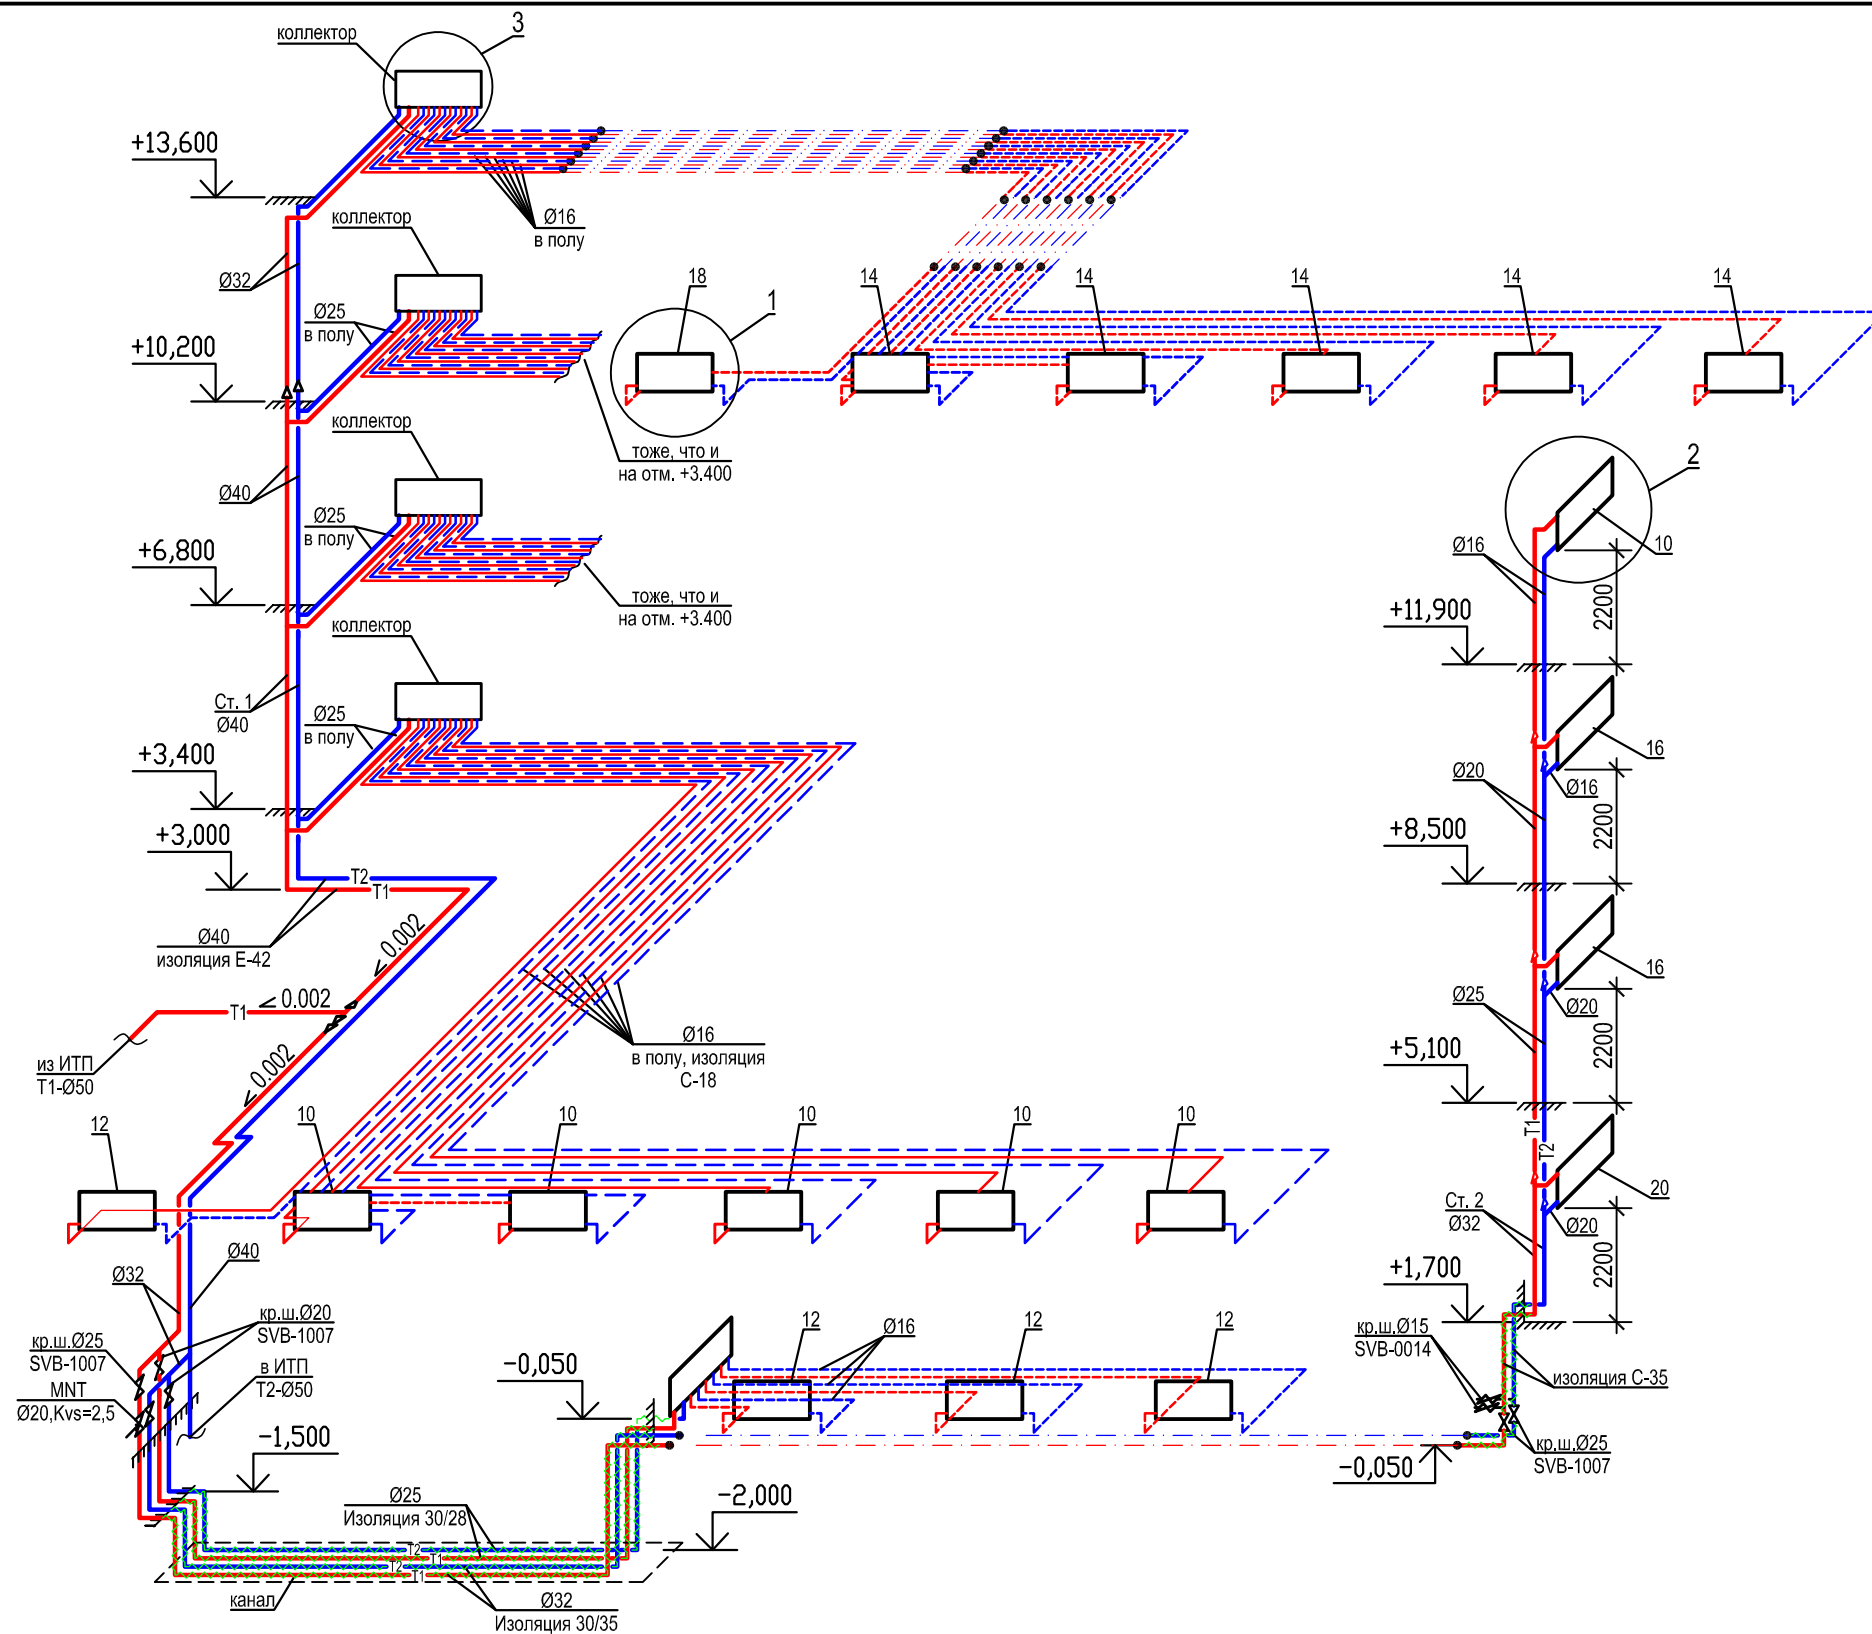 коллектор
3
+13,600
Ø16
в полу
коллектор
Ø32
18
1
14
14
14
14
14
Ø25
в полу
+10,200
коллектор
тоже, что и
на отм. +3.400
2
10
Ø40
Ø25
в полу
+6,800
Ø16
2200
+11,900
тоже, что и
на отм. +3.400
коллектор
Ст. 1
Ø40
Ø25
в полу
+3,400
16
Ø20
Ø16
2200
+8,500
+3,000
T2
T1
Ø40
изоляция Е-42
0.002
16
0.002
T1
Ø25
Ø20
2200
+5,100
из ИТП
T1-Ø50
0.002
Ø16
в полу, изоляция
С-18
12
10
10
10
10
10
T1
T2
20
Ст. 2
Ø32
Ø20
2200
+1,700
Ø40
Ø32
кр.ш.Ø20
SVB-1007
кр.ш.Ø25
SVB-1007
в ИТП
T2-Ø50
MNT
Ø20,Kvs=2,5
12
Ø16
12
12
кр.ш.Ø15
SVB-0014
-0,050
изоляция С-35
-1,500
кр.ш.Ø25
SVB-1007
-0,050
Ø25
Изоляция 30/28
-2,000
T2
T1
T2
T1
канал
Ø32
Изоляция 30/35